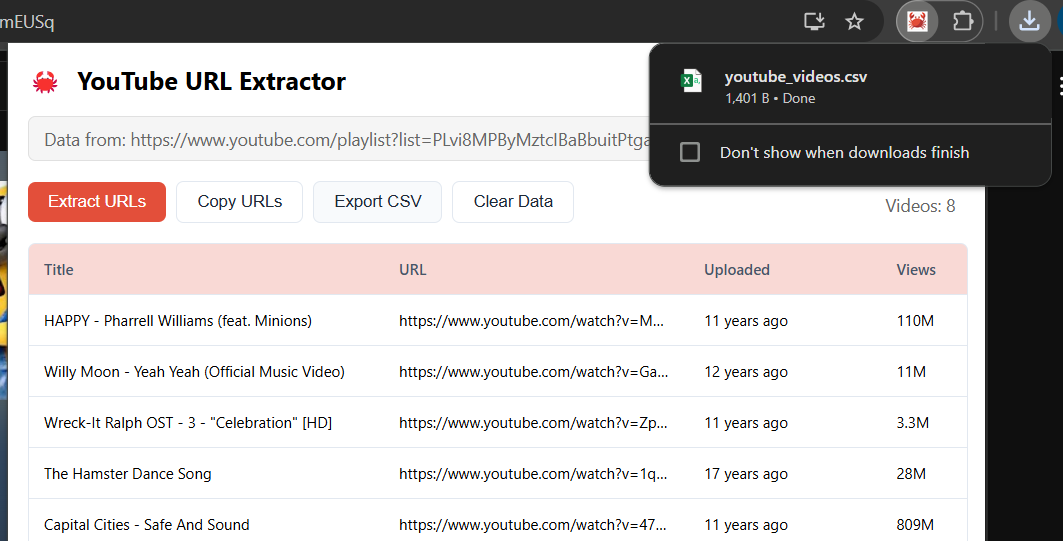 mEUSq
YouTube URL Extractor
youtube_videos.csv
1,401 B • Done
Don't show when downloads finish
Data from: https://www.youtube.com/playlist?list=PLvi8MPByMztcIBaBbuitPtga
Extract URLs
Copy URLs
Export CSV
Clear Data
Videos: 8
Title URL Uploaded Views
HAPPY - Pharrell Williams (feat. Minions) https://www.youtube.com/watch?v=M... 11 years ago 110M
Willy Moon - Yeah Yeah (Official Music Video) https://www.youtube.com/watch?v=Ga... 12 years ago 11M
Wreck-It Ralph OST - 3 - "Celebration" [HD] https://www.youtube.com/watch?v=Zp... 11 years ago 3.3M
The Hamster Dance Song https://www.youtube.com/watch?v=1q... 17 years ago 28M
Capital Cities - Safe And Sound https://www.youtube.com/watch?v=47... 11 years ago 809M